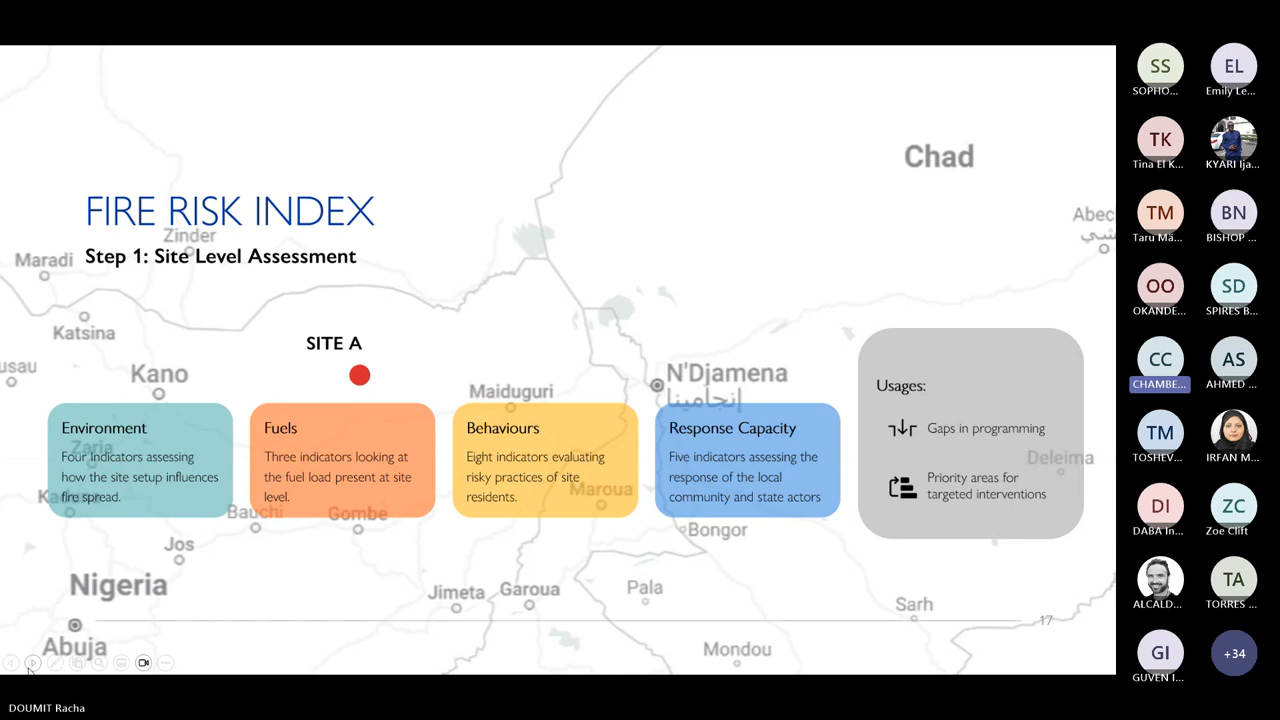 FIRE RISK INDEX
Step 1: Site Level Assessment
SITE A
Environment
Four Indicators assessing
how the site setup influences
fire spread.
Fuels
Three indicators looking at
the fuel load present at site
level.
Behaviours
Eight indicators evaluating
risky practices of site
residents.
Response Capacity
Five indicators assessing the
response of the local
community and state actors
Usages:
Gaps in programming
Priority areas for
targeted interventions
17
Chad
Abec
Zinder
Maradi
Katsina
usau
Kano
Maiduguri
N'Djamena
إنجامينا
Zaria
Deleima
Maroua
Bauchi
Gombe
Bongor
Jos
Nigeria
Jimeta
Garoua
Pala
Sarh
Abuja
Mondou
SS
SOPHO...
EL
Emily Le...
TK
Tina El K...
KYARI Ija...
TM
Taru Mä...
BN
BISHOP ...
OO
OKANDE...
SD
SPIRES B...
CC
CHAMBE...
AS
AHMED ...
TM
TOSHEV...
IRFAN M...
DI
DABA In...
ZC
Zoe Clift
ALCALD...
TA
TORRES ...
GI
GUVEN I...
+34
DOUMIT Racha